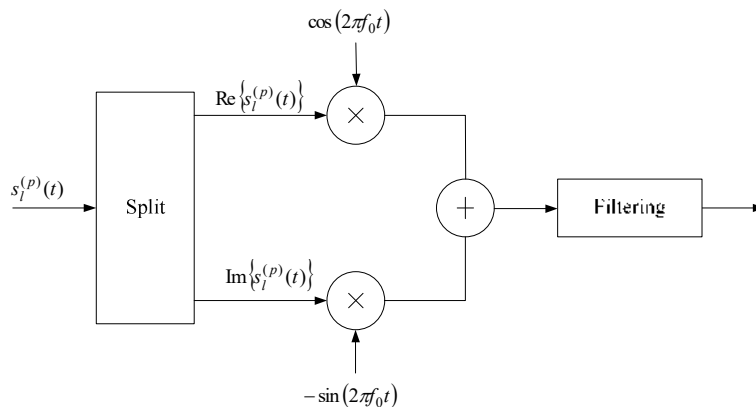 cos(2πf₀t)
Re{s_l^{(p)}(t)}
×
s_l^{(p)}(t)
Split
+
Filtering
Im{s_l^{(p)}(t)}
×
−sin(2πf₀t)